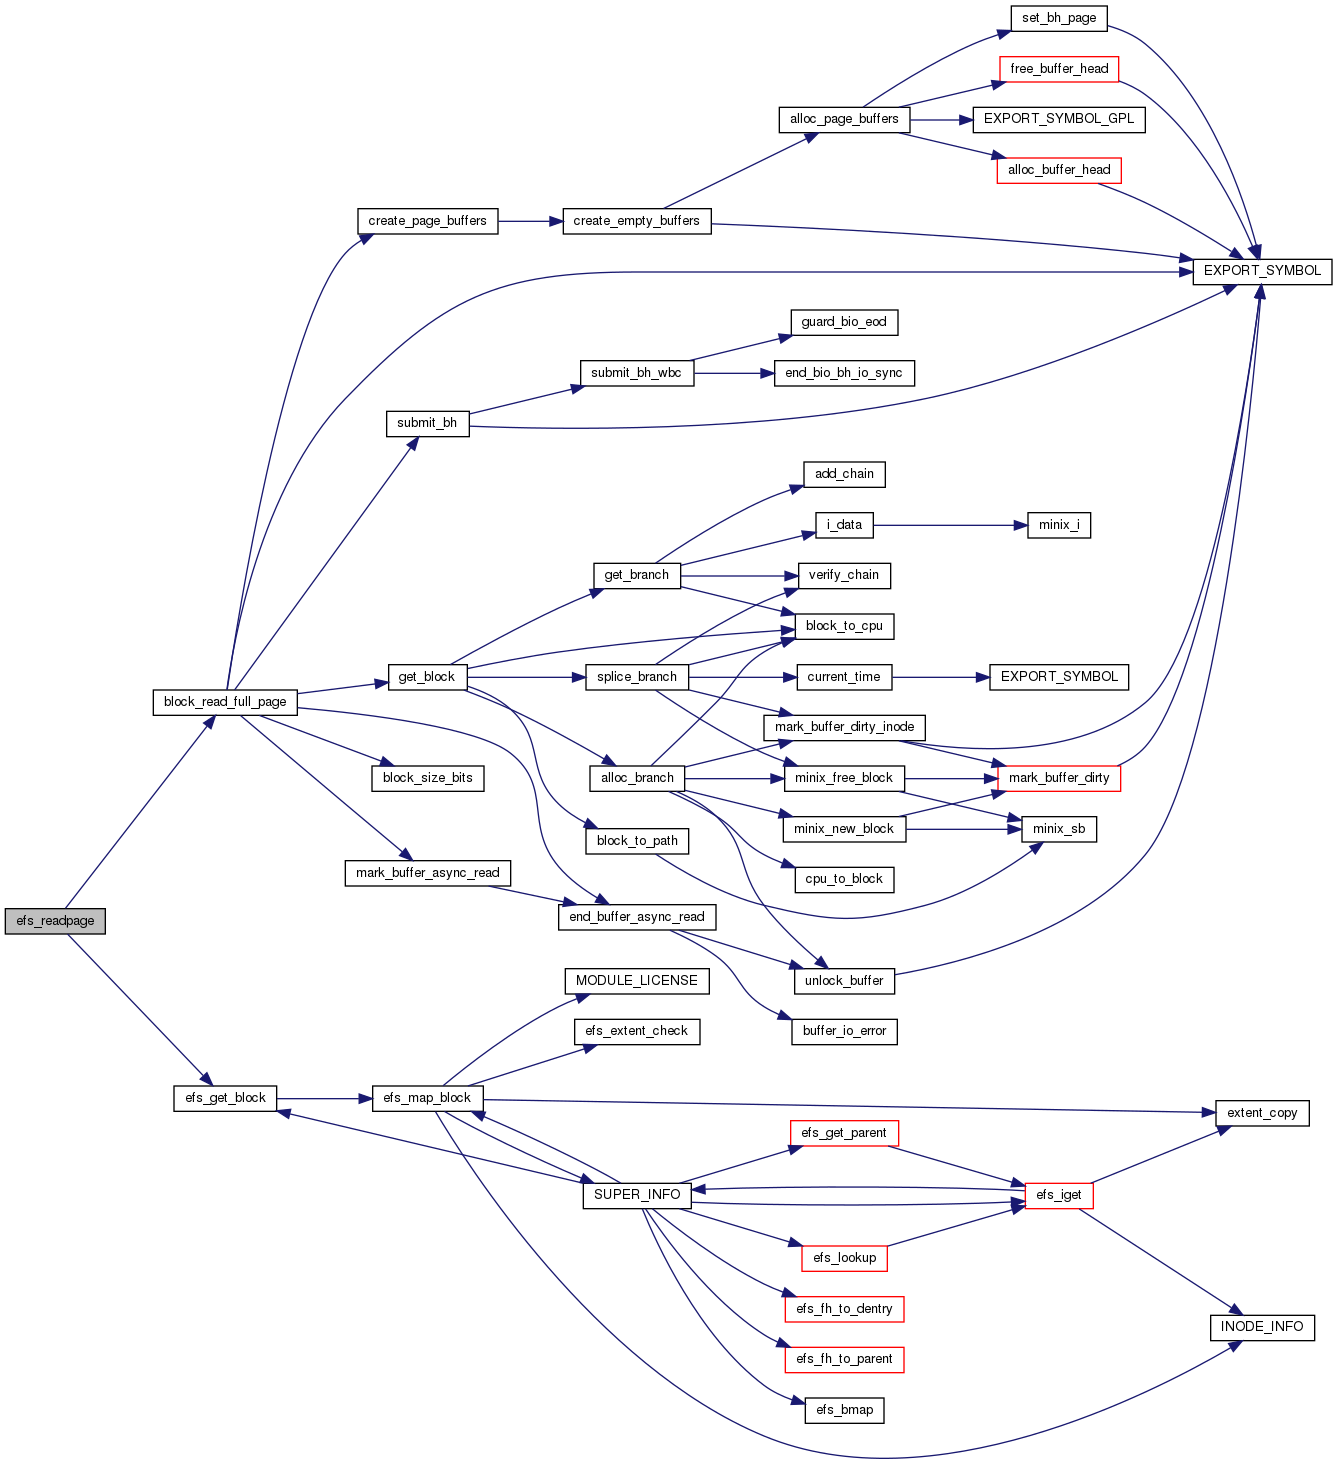 set_bh_page
free_buffer_head
alloc_page_buffers
EXPORT_SYMBOL_GPL
alloc_buffer_head
create_page_buffers
create_empty_buffers
EXPORT_SYMBOL
guard_bio_eod
submit_bh_wbc
end_bio_bh_io_sync
submit_bh
add_chain
i_data
minix_i
get_branch
verify_chain
block_to_cpu
get_block
splice_branch
current_time
EXPORT_SYMBOL
block_read_full_page
mark_buffer_dirty_inode
block_size_bits
alloc_branch
minix_free_block
mark_buffer_dirty
minix_new_block
minix_sb
block_to_path
mark_buffer_async_read
cpu_to_block
efs_readpage
end_buffer_async_read
MODULE_LICENSE
unlock_buffer
efs_extent_check
buffer_io_error
efs_get_block
efs_map_block
extent_copy
efs_get_parent
SUPER_INFO
efs_iget
efs_lookup
efs_fh_to_dentry
INODE_INFO
efs_fh_to_parent
efs_bmap